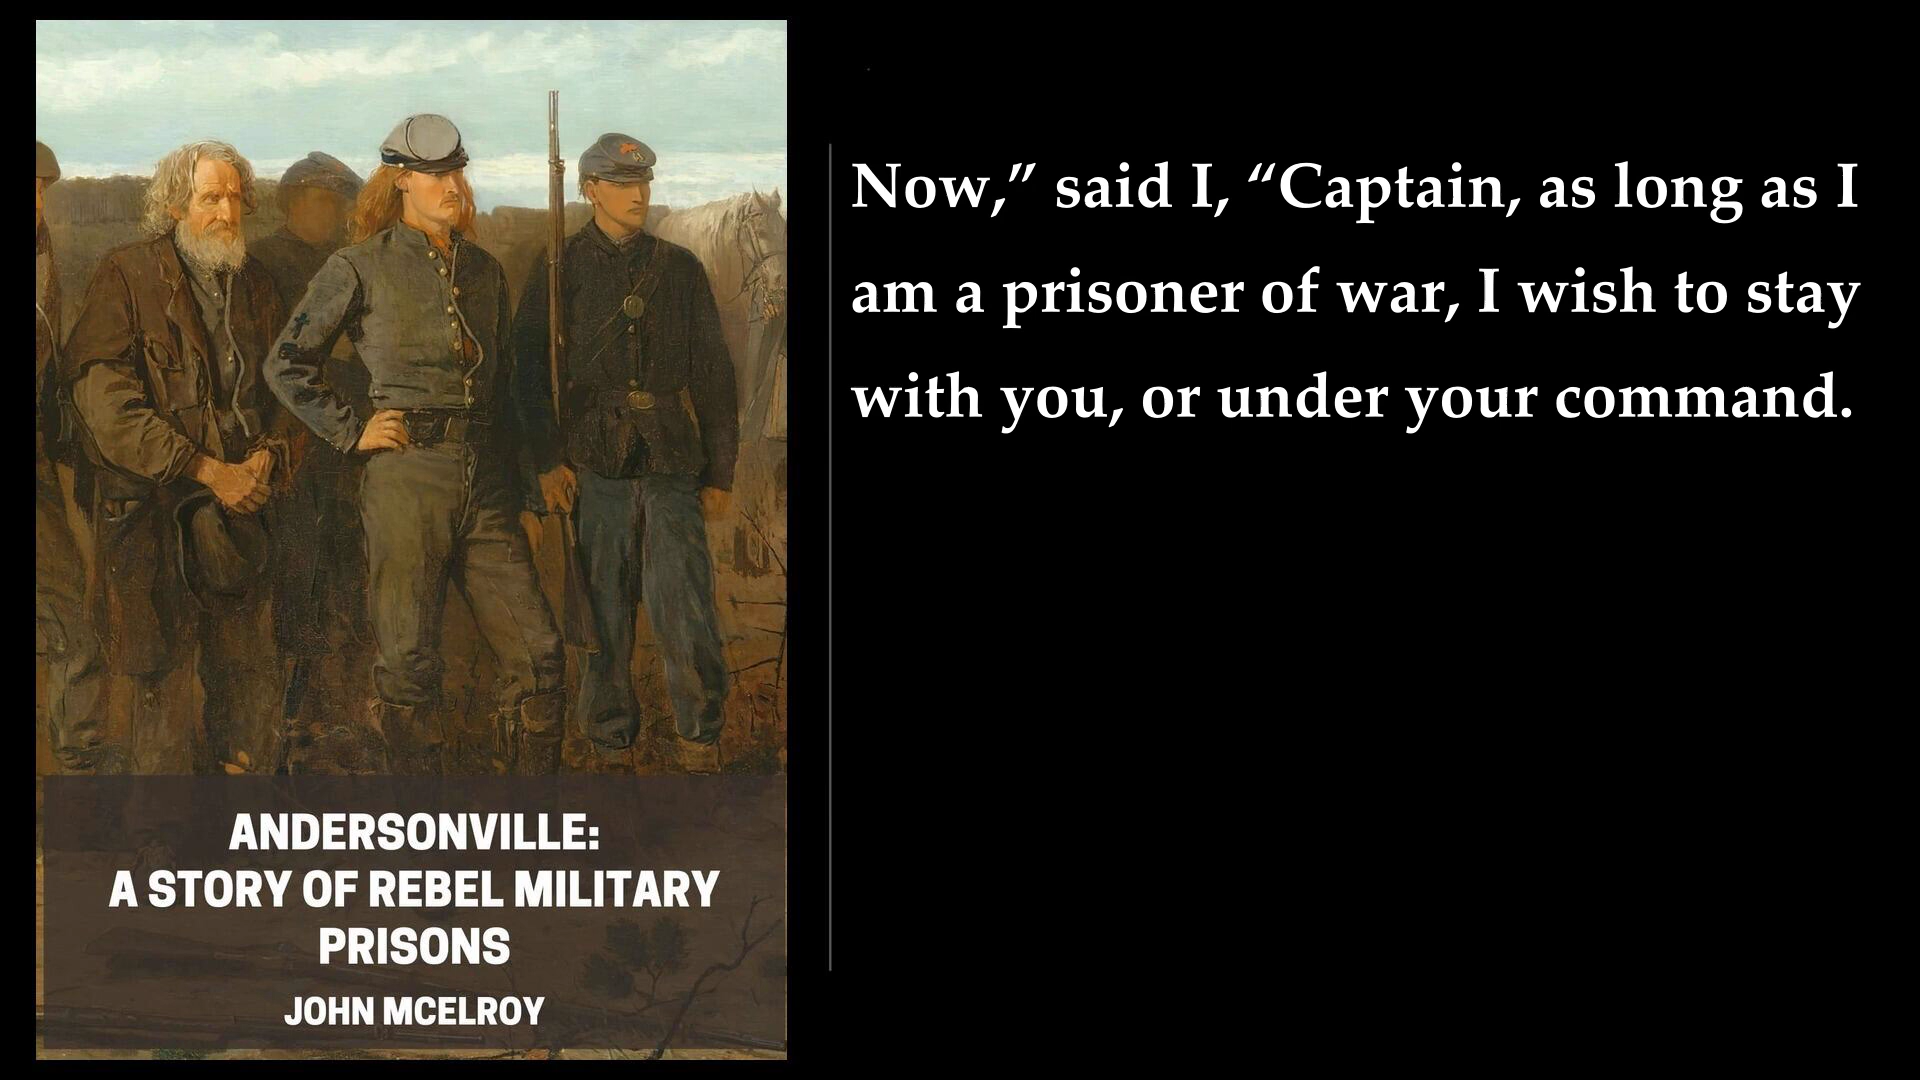 ANDERSONVILLE:
A STORY OF REBEL MILITARY
PRISONS
JOHN MCELROY
Now,” said I, “Captain, as long as I
am a prisoner of war, I wish to stay
with you, or under your command.